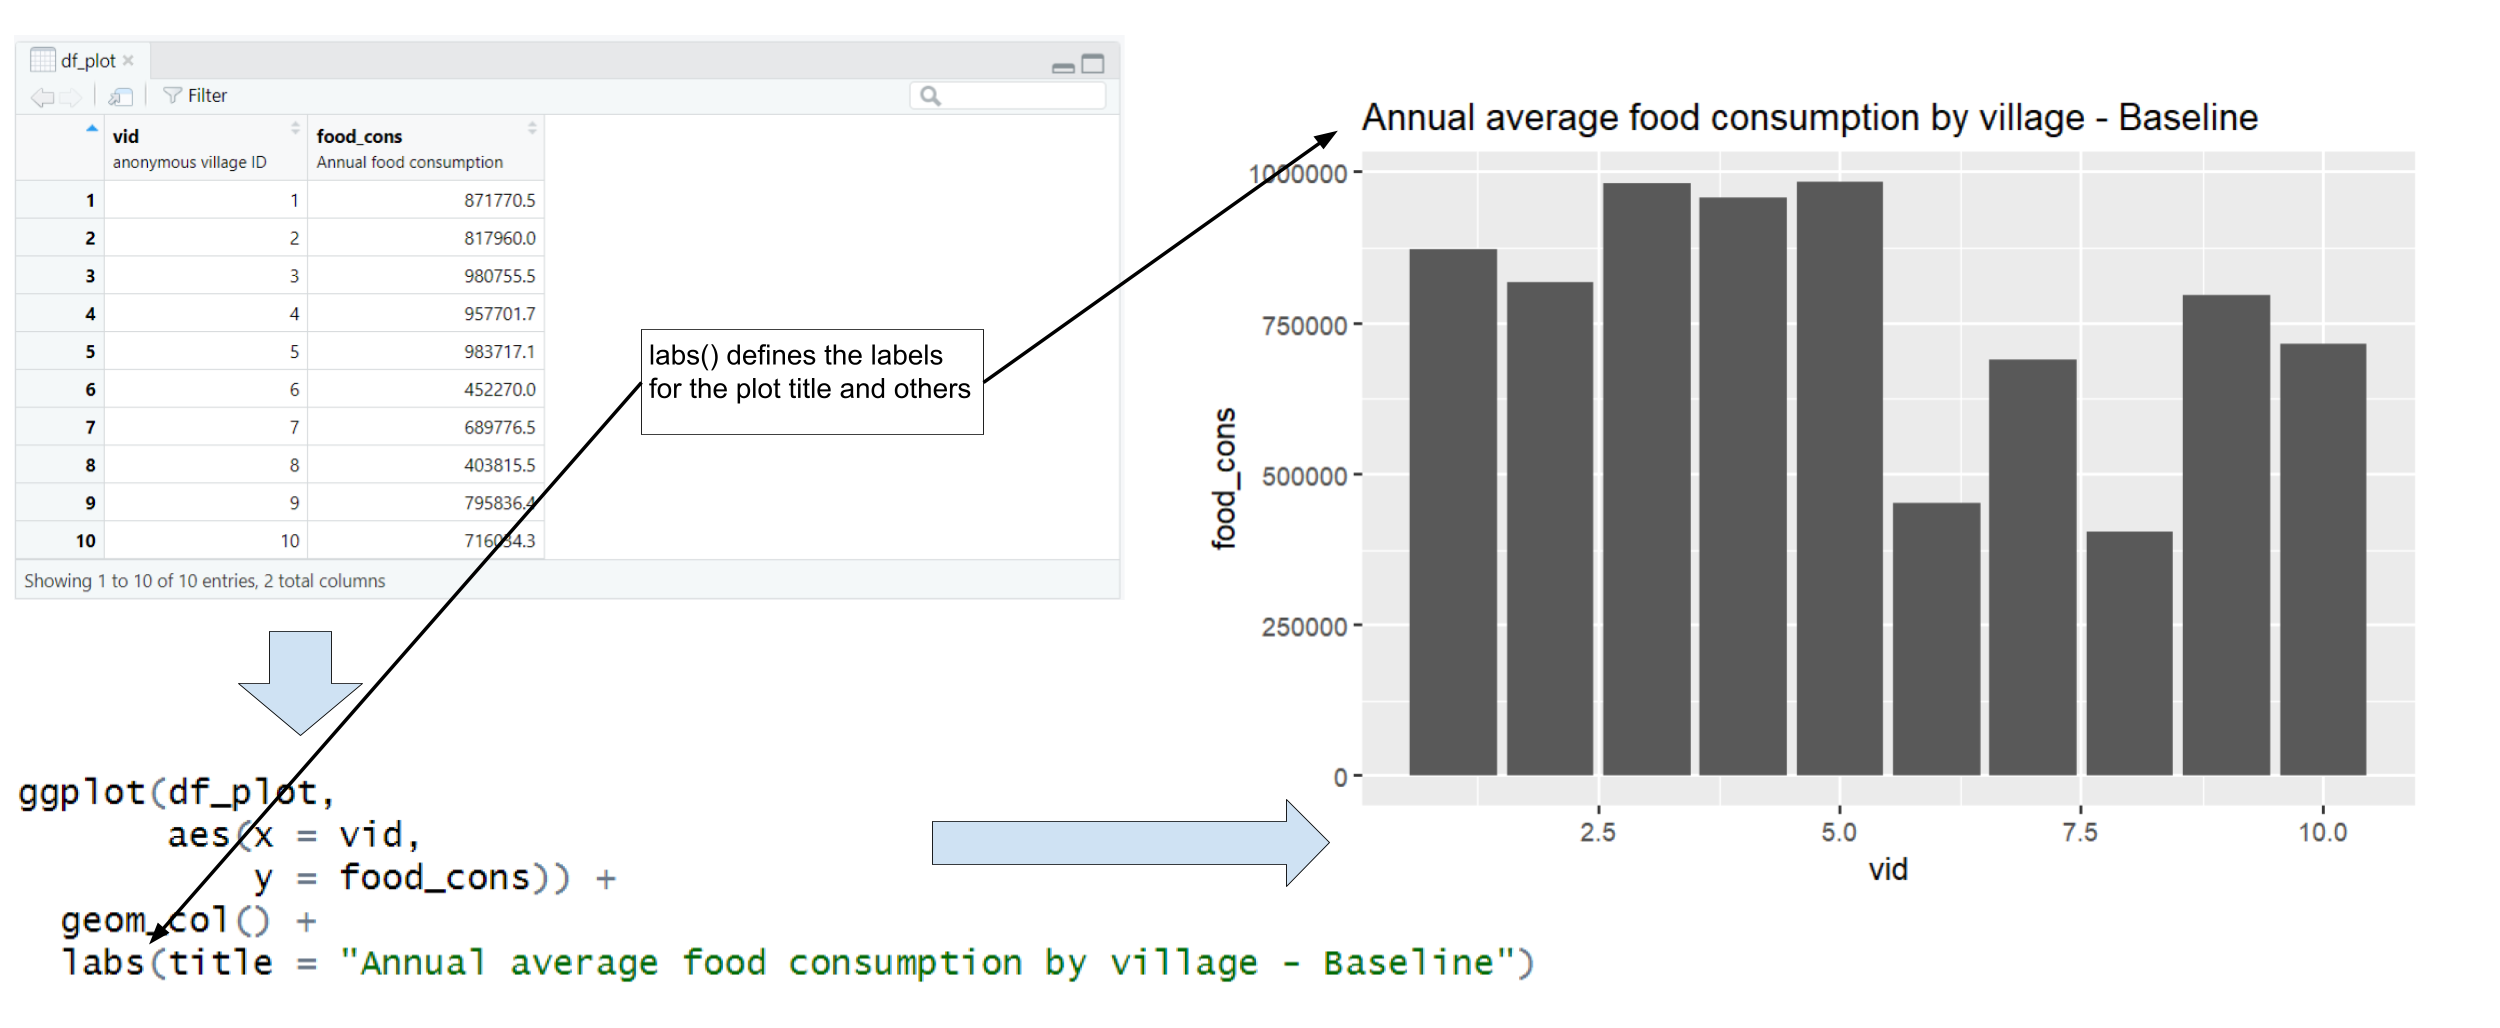 df_plot
Filter
vid food_cons
anonymous village ID Annual food consumption
1 1 871770.5
2 2 817960.0
3 3 980755.5
4 4 957701.7
5 5 983717.1
6 6 452270.0
7 7 689776.5
8 8 403815.5
9 9 795836.4
10 10 716034.3
Showing 1 to 10 of 10 entries, 2 total columns
labs() defines the labels
for the plot title and others
ggplot(df_plot,
aes(x = vid,
y = food_cons)) +
geom_col() +
labs(title = "Annual average food consumption by village - Baseline")
Annual average food consumption by village - Baseline
1000000
750000
500000
250000
0
food_cons
2.5 5.0 7.5 10.0
vid